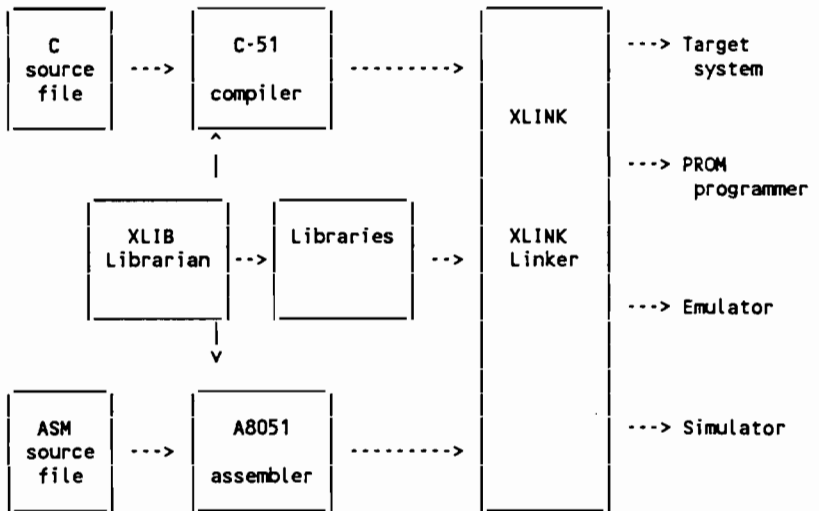 C
source
file
C-51
compiler
XLINK
XLINK
Linker
---> Target
system
---> PROM
programmer
---> Emulator
---> Simulator
XLIB
Librarian
Libraries
ASM
source
file
A8051
assembler